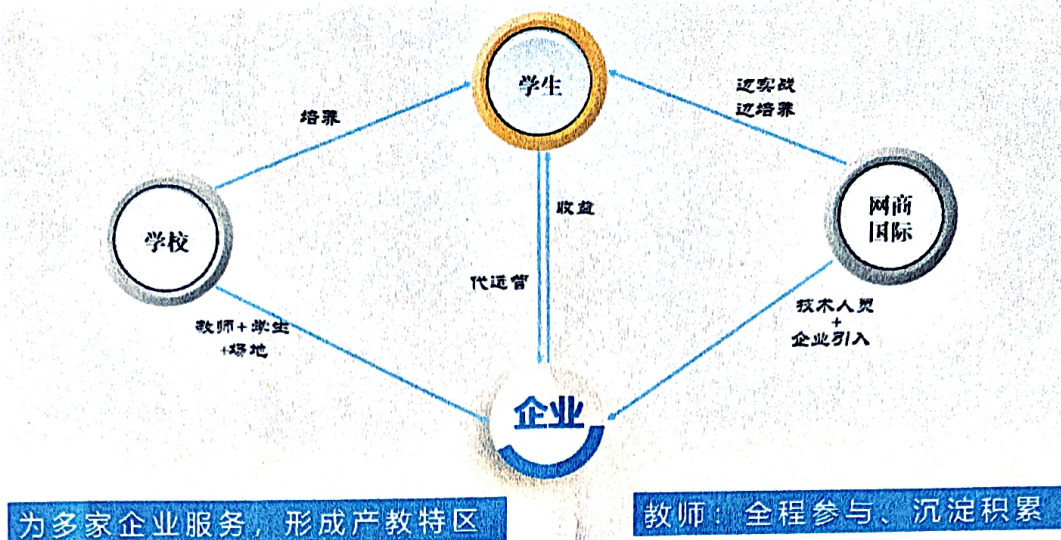 学生
边实战
边培养
培养
学校
网商
国际
收益
代运营
教师+学生
+场地
技术人员
+
企业引入
企业
为多家企业服务，形成产教特区
教师：全程参与、沉淀积累